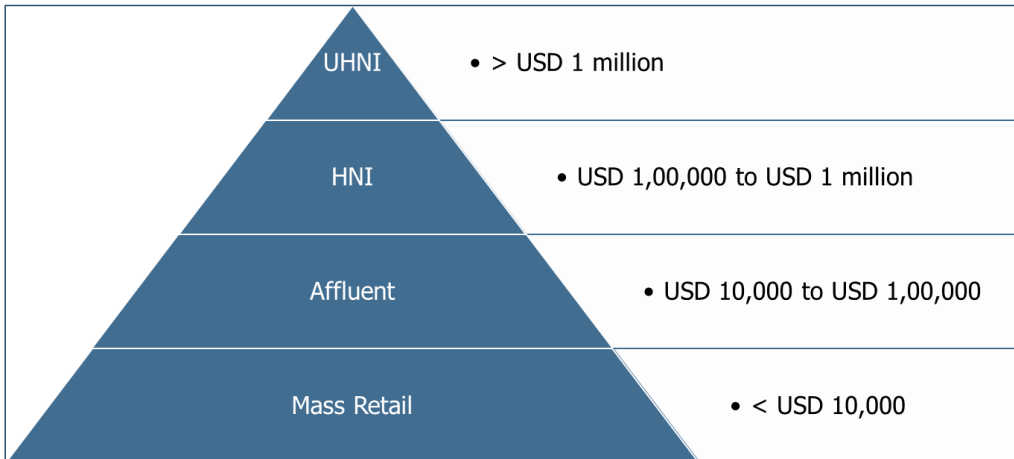 UHNI
• > USD 1 million
HNI
• USD 1,00,000 to USD 1 million
Affluent
• USD 10,000 to USD 1,00,000
Mass Retail
• < USD 10,000